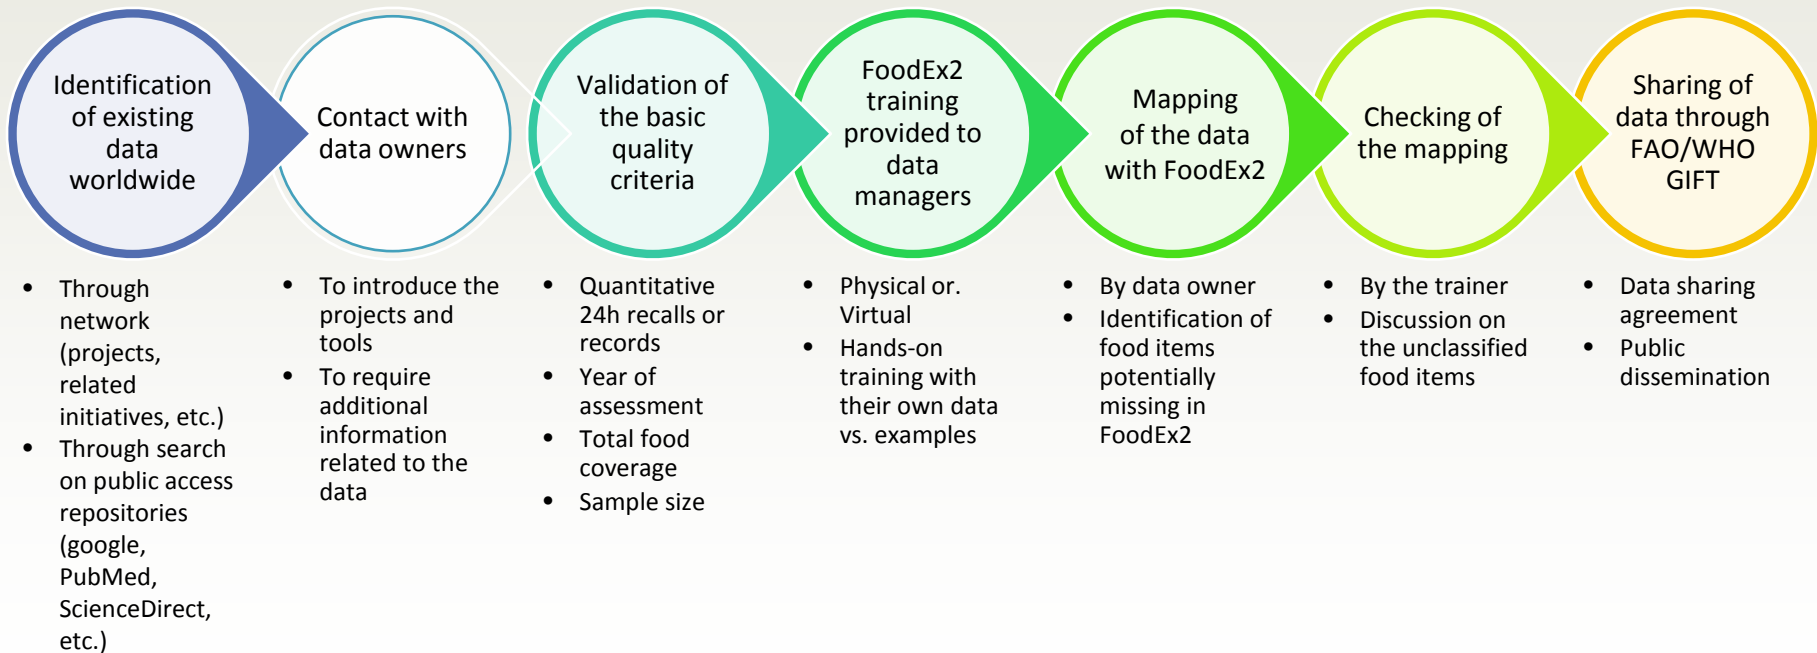 Identification
of existing
data
worldwide
Contact with
data owners
Validation of
the basic
quality
criteria
FoodEx2
training
provided to
data
managers
Mapping
of the data
with FoodEx2
Checking of
the mapping
Sharing of
data through
FAO/WHO
GIFT
• Through
network
(projects,
related
initiatives, etc.)
• Through search
on public access
repositories
(google,
PubMed,
ScienceDirect,
etc.)
• To introduce the
projects and
tools
• To require
additional
information
related to the
data
• Quantitative
24h recalls or
records
• Year of
assessment
• Total food
coverage
• Sample size
• Physical or.
Virtual
• Hands-on
training with
their own data
vs. examples
• By data owner
• Identification of
food items
potentially
missing in
FoodEx2
• By the trainer
• Discussion on
the unclassified
food items
• Data sharing
agreement
• Public
dissemination